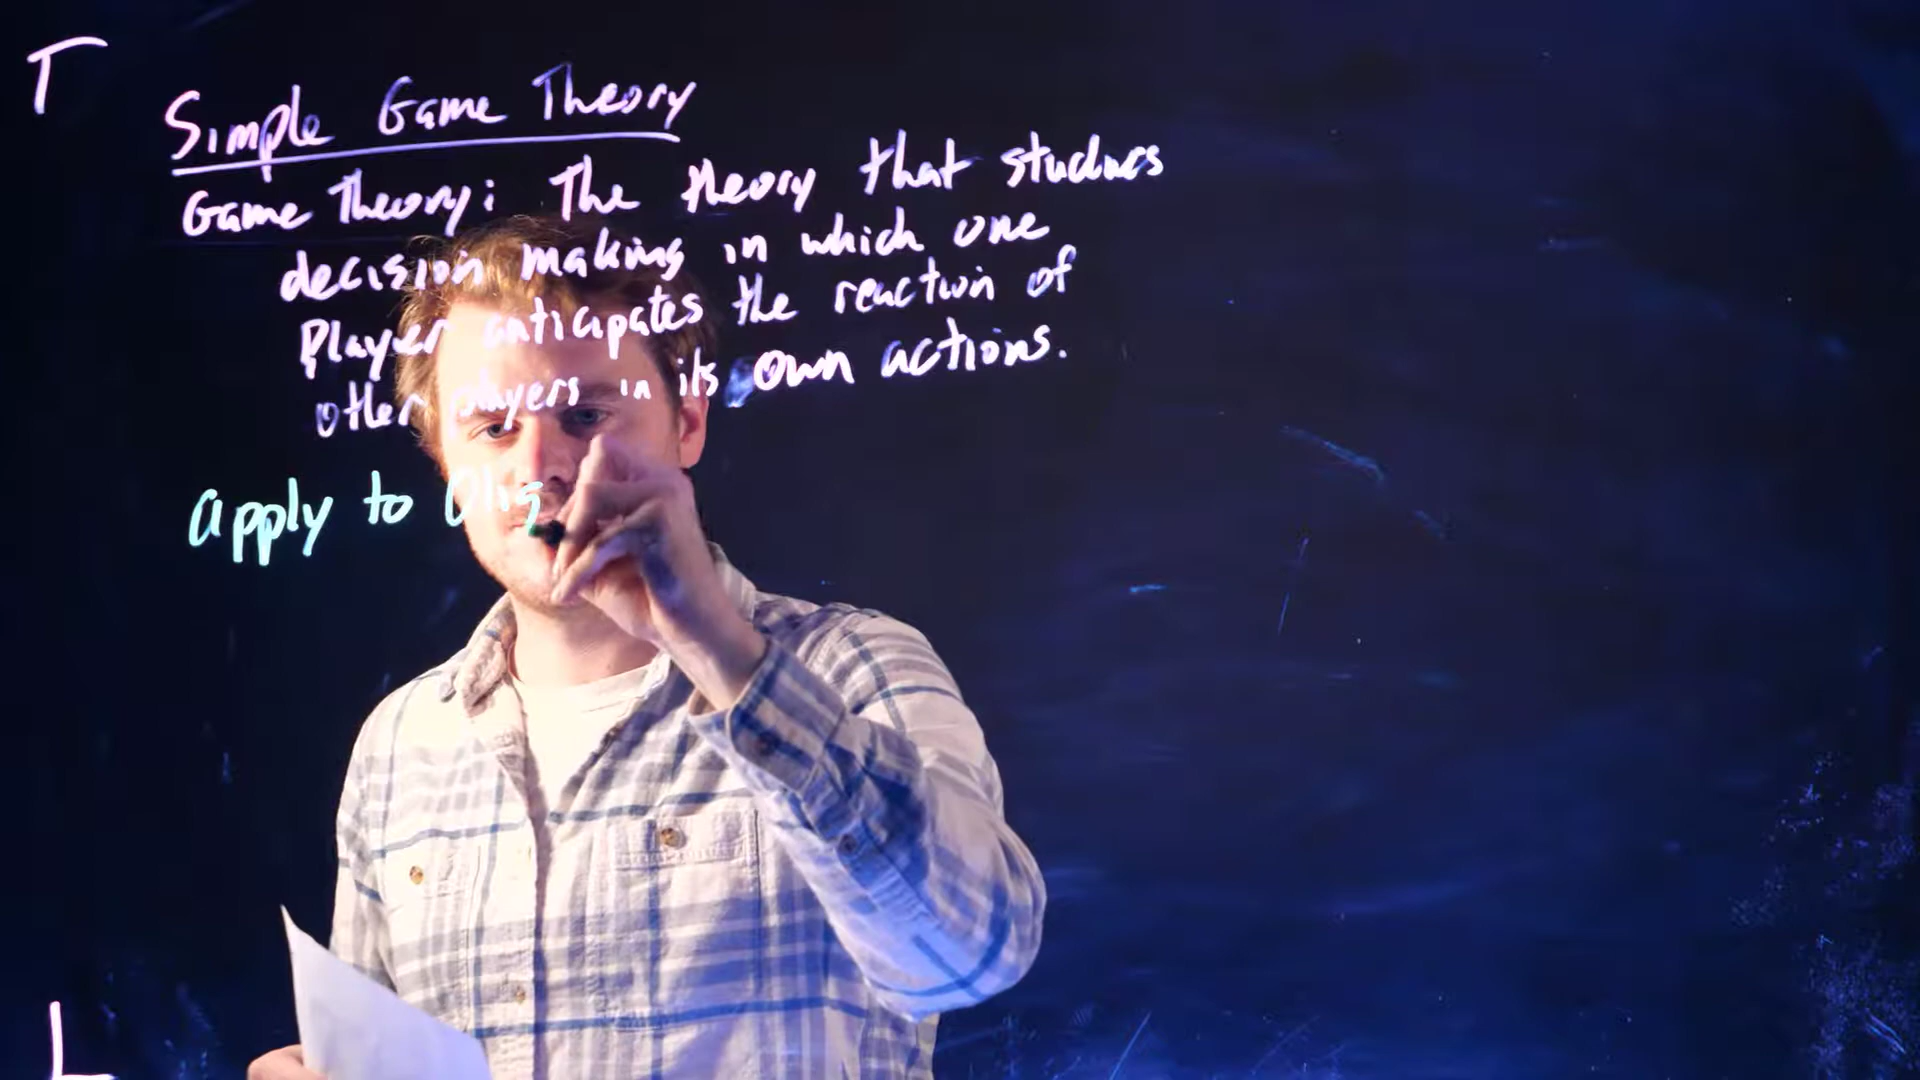 Simple Game Theory
Game Theory: The theory that studies
decision making in which one
Player anticipates the reaction of
other players in its own actions.
apply to Olig